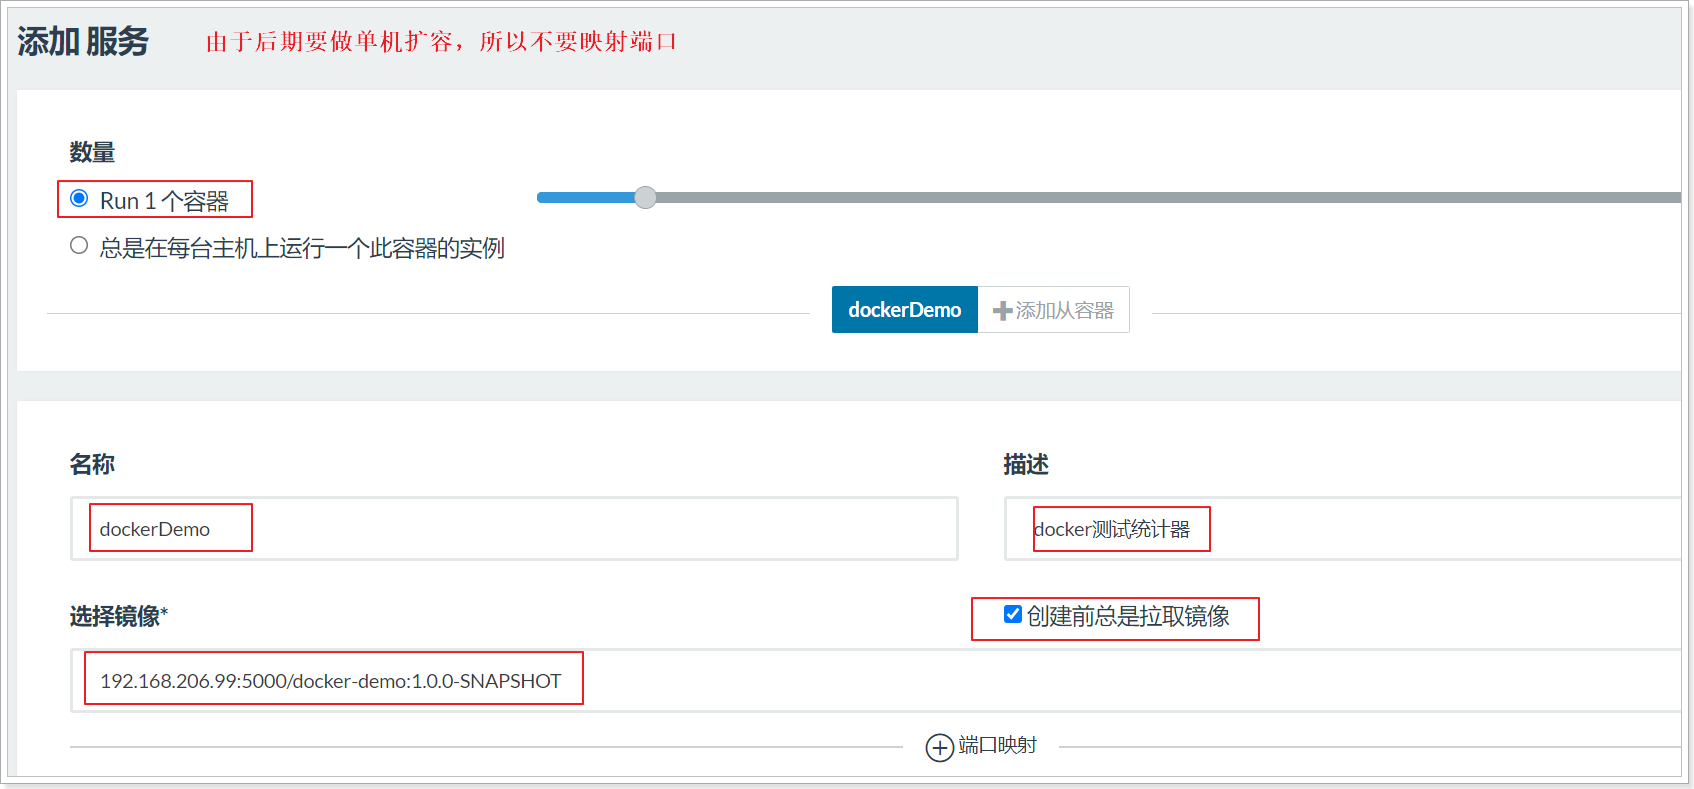 添加 服务
由于后期要做单机扩容，所以不要映射端口
数量
Run 1 个容器
总是在每台主机上运行一个此容器的实例
dockerDemo
添加从容器
名称
描述
dockerDemo
docker测试统计器
选择镜像*
创建前总是拉取镜像
192.168.206.99:5000/docker-demo:1.0.0-SNAPSHOT
端口映射